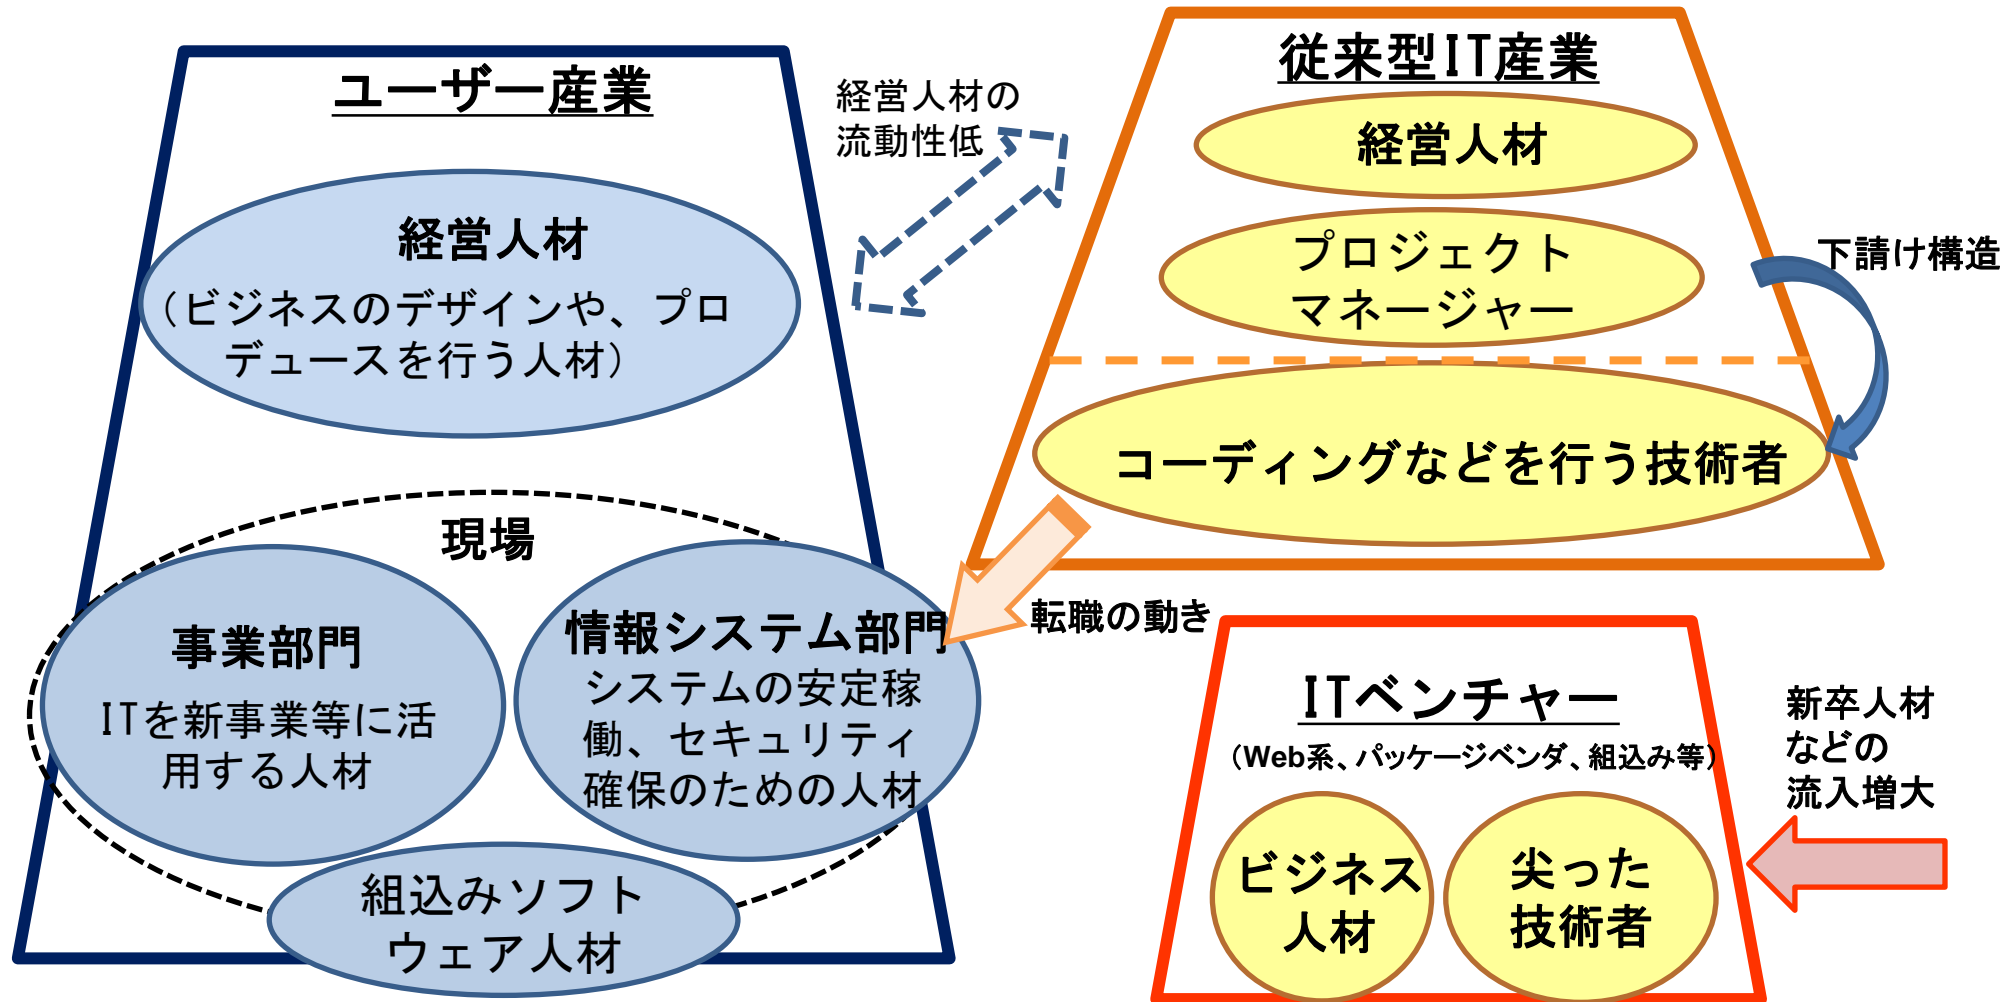 ユーザー産業
経営人材
（ビジネスのデザインや、プロ
デュースを行う人材）
現場
事業部門
ITを新事業等に活
用する人材
情報システム部門
システムの安定稼
働、セキュリティ
確保のための人材
組込みソフト
ウェア人材
経営人材の
流動性低
従来型IT産業
経営人材
プロジェクト
マネージャー
コーディングなどを行う技術者
下請け構造
転職の動き
ITベンチャー
（Web系、パッケージベンダ、組込み等）
ビジネス
人材
尖った
技術者
新卒人材
などの
流入増大